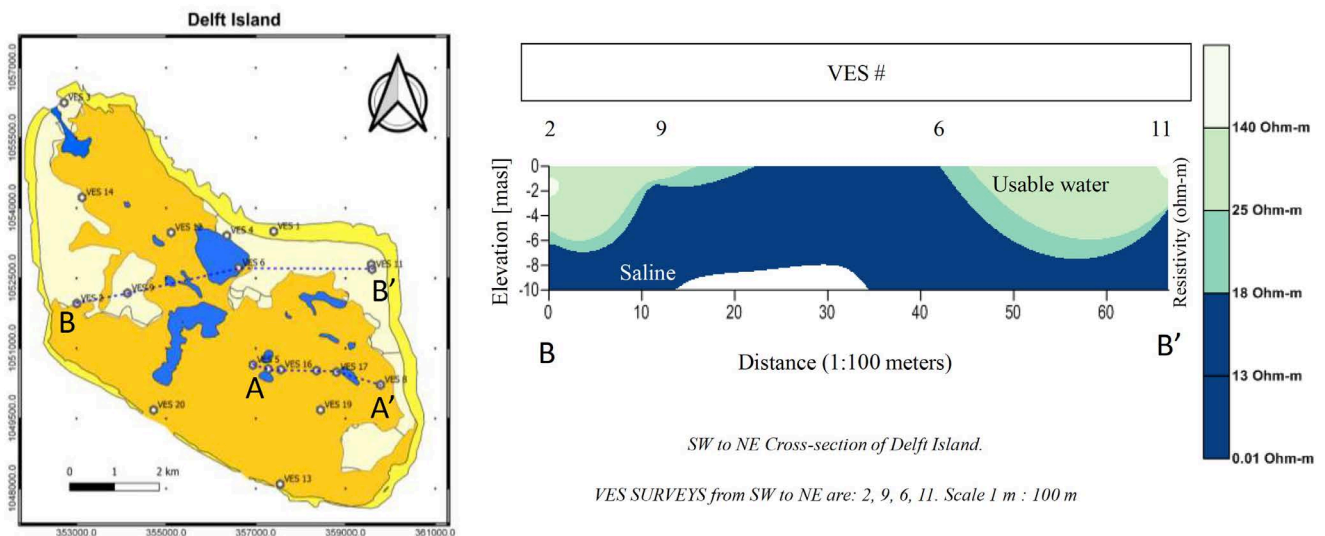 Delft Island
1057000.0
1055500.0
1054000.0
1052500.0
1051000.0
1049500.0
1048000.0
353000.0
355000.0
357000.0
359000.0
361000.0
VES 3
VES 14
VES 4
VES 1
VES 6
VES 11
VES 9
B
B’
VES 5
VES 16
VES 17
VES 8
A
A’
VES 20
VES 19
VES 13
0 1 2 km
VES #
2 9 6 11
Elevation [masl]
0
-2
-4
-6
-8
-10
Usable water
Saline
0 10 20 30 40 50 60
B B’
Distance (1:100 meters)
Resistivity (ohm-m)
140 Ohm-m
25 Ohm-m
18 Ohm-m
13 Ohm-m
0.01 Ohm-m
SW to NE Cross-section of Delft Island.
VES SURVEYS from SW to NE are: 2, 9, 6, 11. Scale 1 m : 100 m